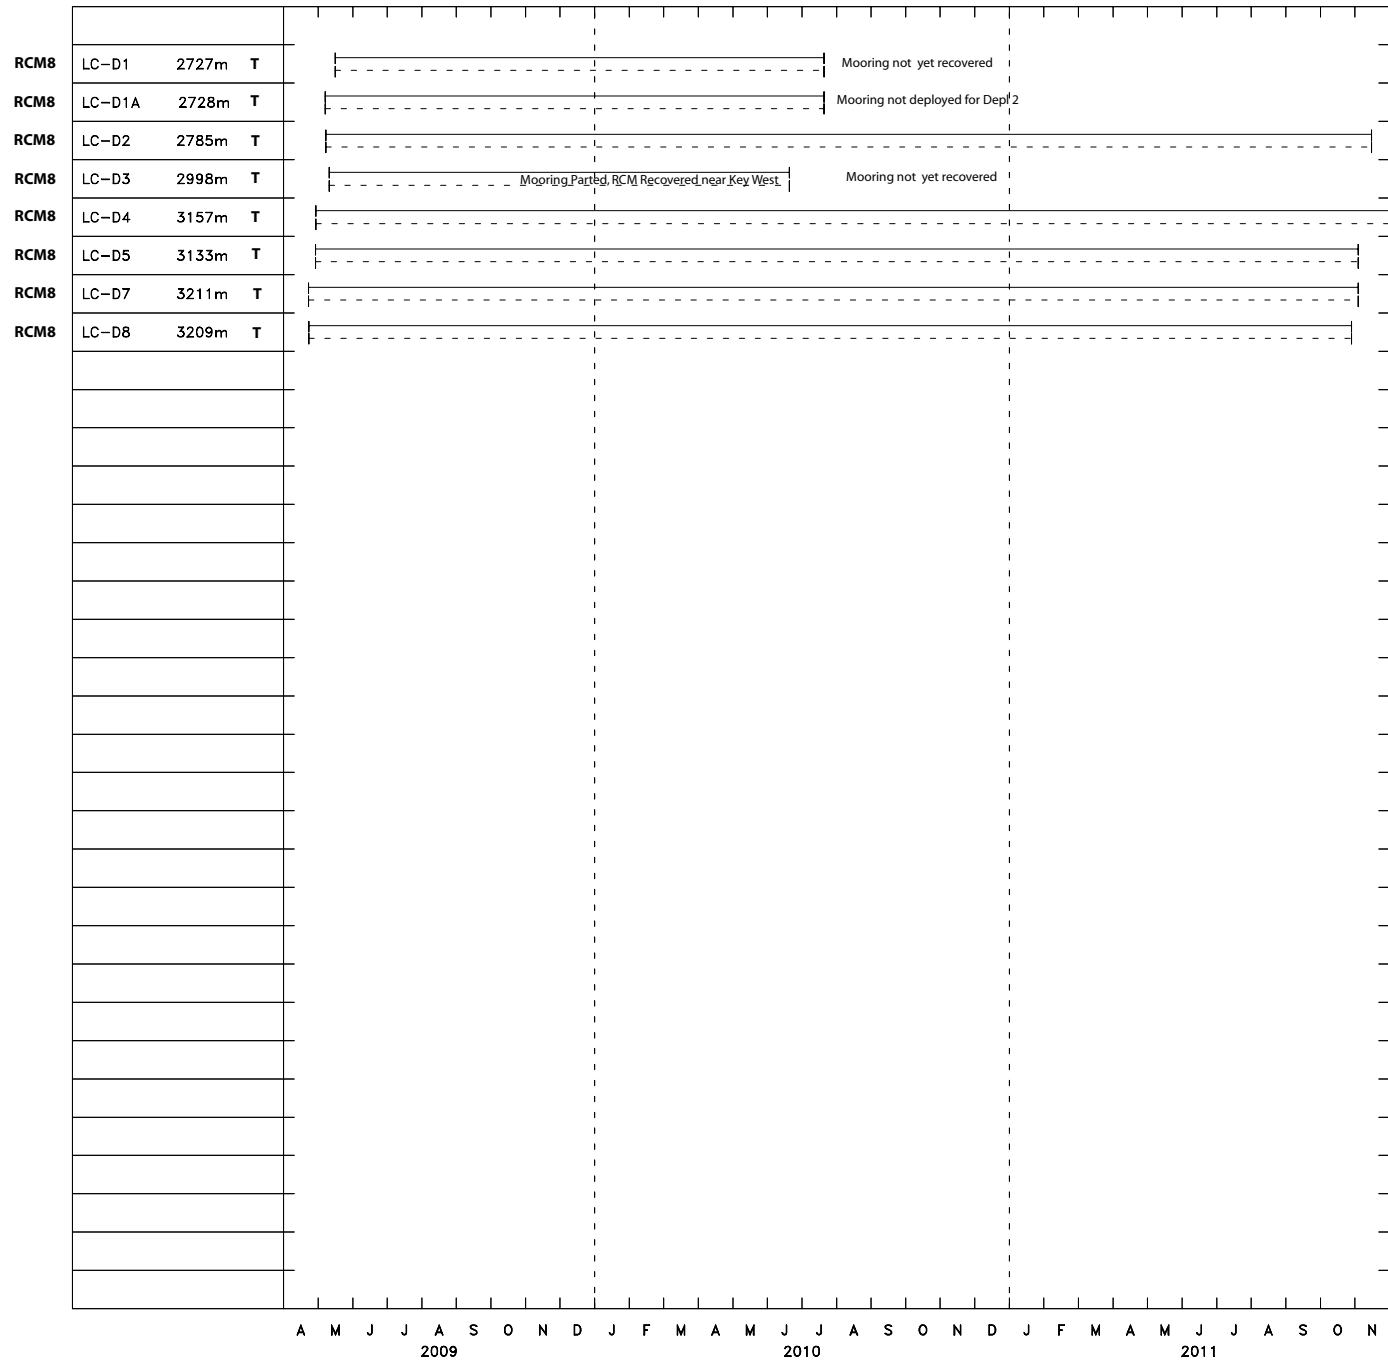 RCM8 LC-D1 2727m T Mooring not yet recovered
RCM8 LC-D1A 2728m T Mooring not deployed for Depl 2
RCM8 LC-D2 2785m T
RCM8 LC-D3 2998m T Mooring Parted, RCM Recovered near Key West Mooring not yet recovered
RCM8 LC-D4 3157m T
RCM8 LC-D5 3133m T
RCM8 LC-D7 3211m T
RCM8 LC-D8 3209m T
A M J J A S O N D J F M A M J J A S O N D J F M A M J J A S O N
2009 2010 2011